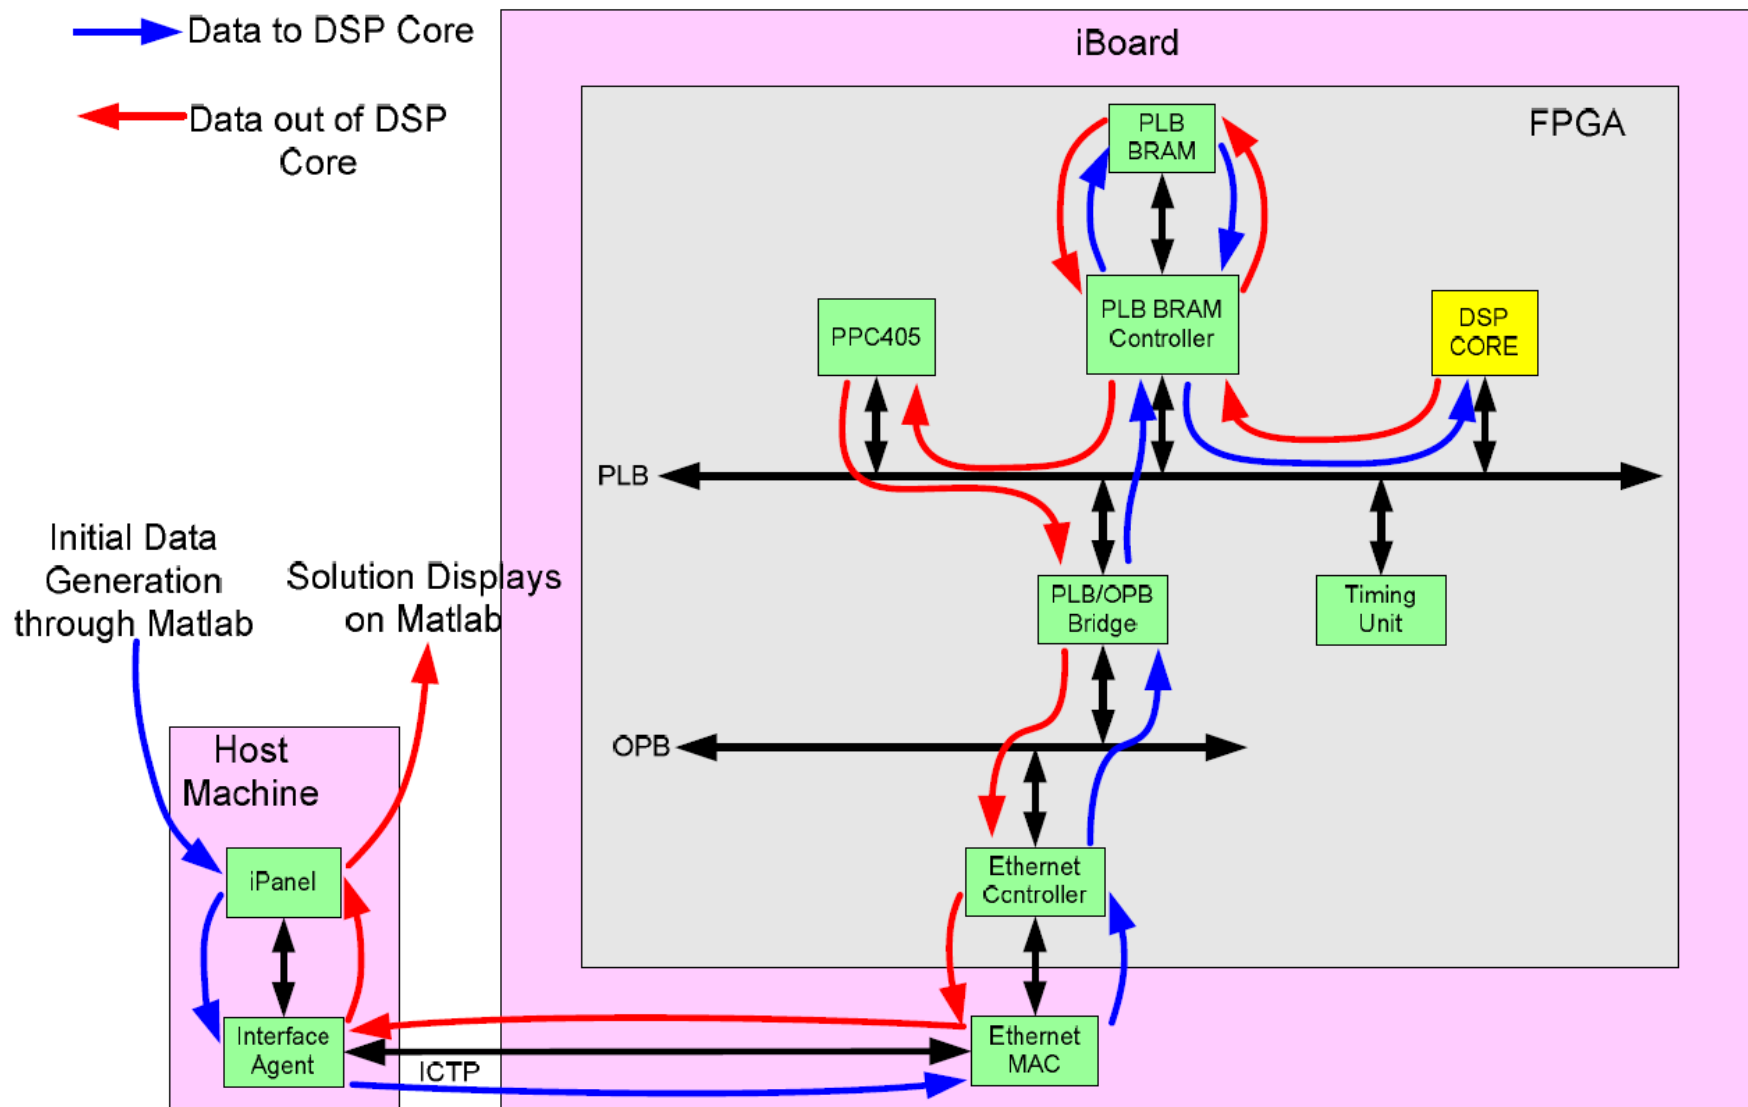 Data to DSP Core
Data out of DSP
Core
iBoard
FPGA
PLB
BRAM
PLB BRAM
Controller
PPC405
DSP
CORE
PLB
Initial Data
Generation
through Matlab
Solution Displays
on Matlab
PLB/OPB
Bridge
Timing
Unit
OPB
Host
Machine
iPanel
Ethernet
Ccntroller
Interface
Agent
ICTP
Ethernet
MAC